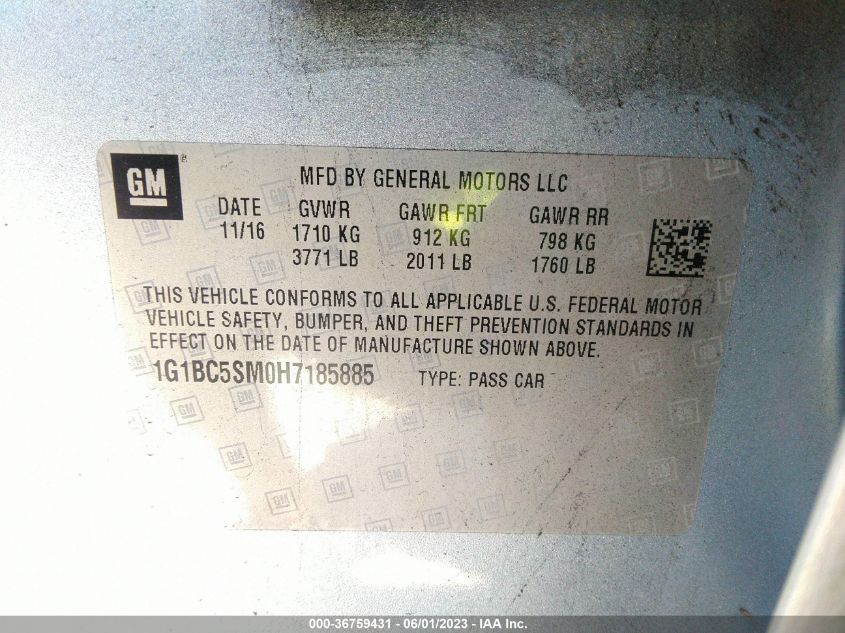 GM ®
MFD BY GENERAL MOTORS LLC
DATE GVWR GAWR FRT GAWR RR
11/16 1710 KG 912 KG 798 KG
3771 LB 2011 LB 1760 LB
THIS VEHICLE CONFORMS TO ALL APPLICABLE U.S. FEDERAL MOTOR
VEHICLE SAFETY, BUMPER, AND THEFT PREVENTION STANDARDS IN
EFFECT ON THE DATE OF MANUFACTURE SHOWN ABOVE.
1G1BC5SM0H7185885 TYPE: PASS CAR
000-36759431 - 06/01/2023 - IAA Inc.